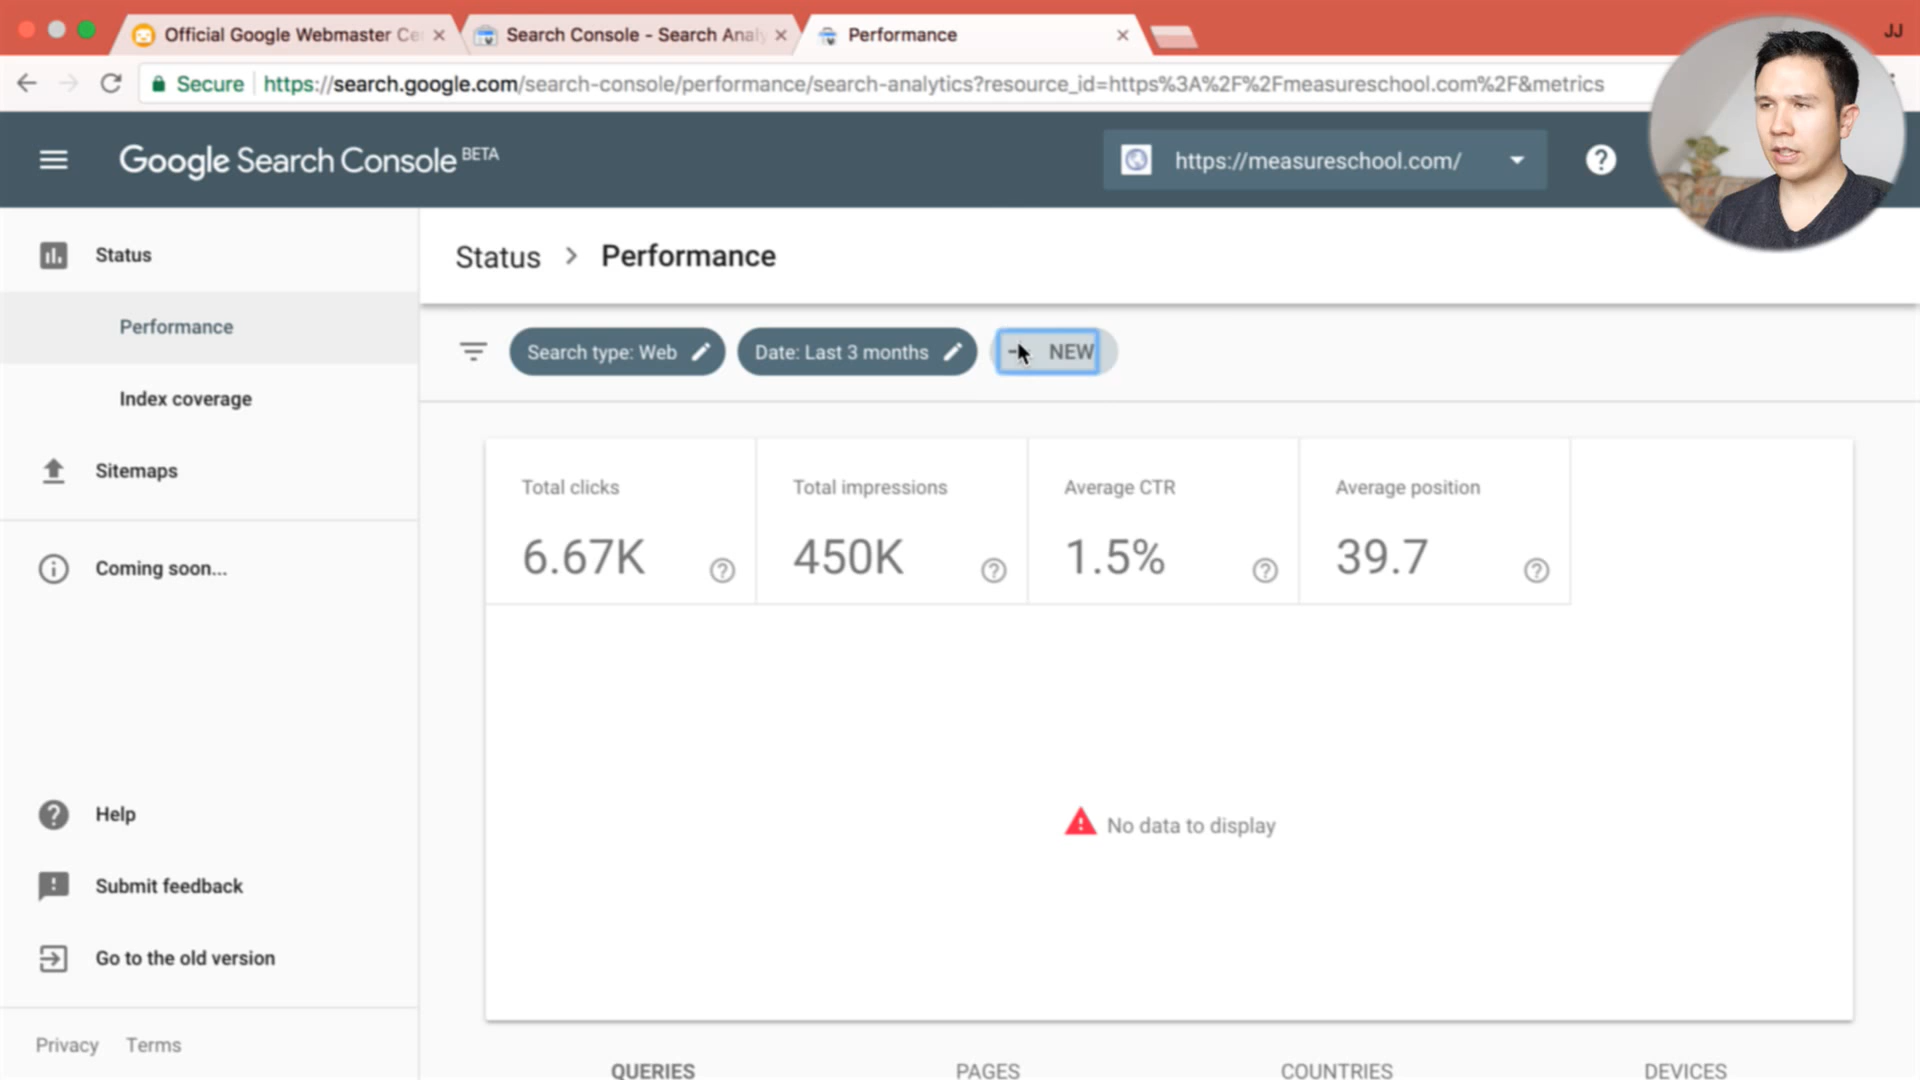 Official Google Webmaster Ce
Search Console - Search Analy
Performance
JJ
Secure
https://search.google.com/search-console/performance/search-analytics?resource_id=https%3A%2F%2Fmeasureschool.com%2F&metrics
Google Search Console BETA
https://measureschool.com/
Status
Performance
Index coverage
Sitemaps
Coming soon...
Help
Submit feedback
Go to the old version
Privacy Terms
Status > Performance
Search type: Web
Date: Last 3 months
NEW
Total clicks
6.67K
Total impressions
450K
Average CTR
1.5%
Average position
39.7
No data to display
QUERIES
PAGES
COUNTRIES
DEVICES